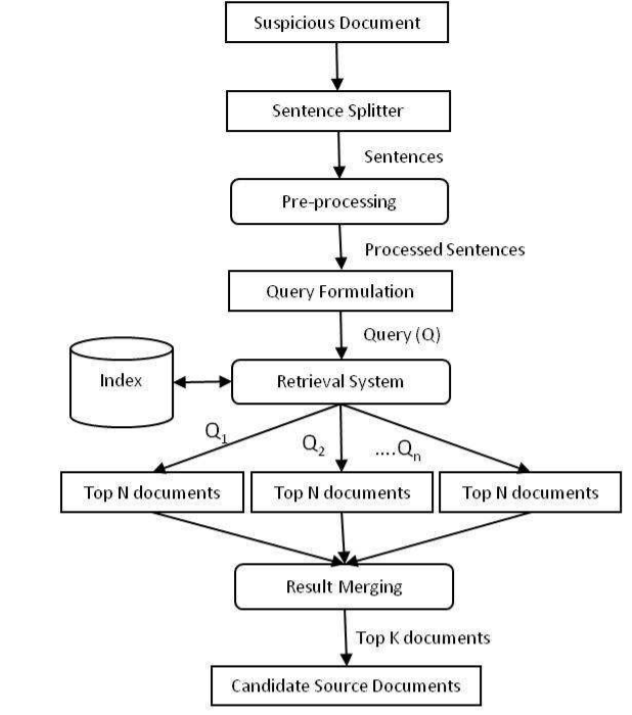 Suspicious Document
Sentence Splitter
Sentences
Pre-processing
Processed Sentences
Query Formulation
Query (Q)
Index
Retrieval System
Q1
Q2
....Qn
Top N documents
Top N documents
Top N documents
Result Merging
Top K documents
Candidate Source Documents